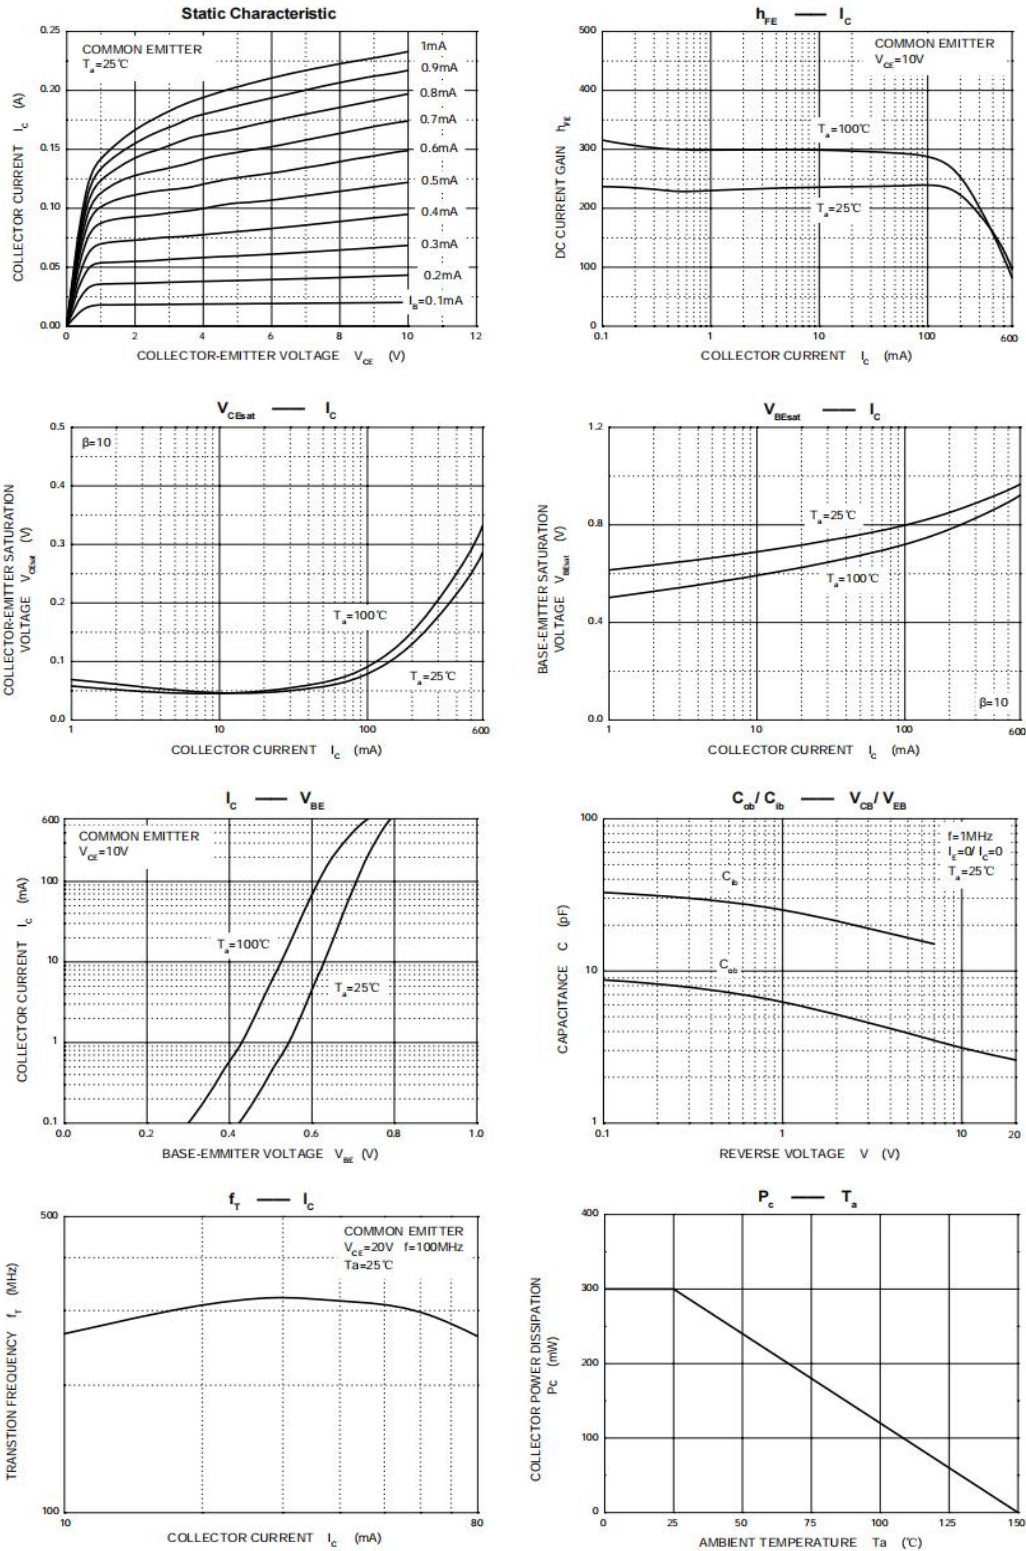 Static Characteristic
COMMON EMITTER
Ta=25℃
1mA
0.9mA
0.8mA
0.7mA
0.6mA
0.5mA
0.4mA
0.3mA
0.2mA
IB=0.1mA
0.25
0.20
0.15
0.10
0.05
0.00
0
2
4
6
8
10
12
COLLECTOR CURRENT IC (A)
COLLECTOR-EMITTER VOLTAGE VCE (V)
hFE —— IC
COMMON EMITTER
VCE=10V
Ta=100℃
Ta=25℃
500
400
300
200
100
0
0.1
1
10
100
600
DC CURRENT GAIN hFE
COLLECTOR CURRENT IC (mA)
VCEsat —— IC
β=10
Ta=100℃
Ta=25℃
0.5
0.4
0.3
0.2
0.1
0.0
1
10
100
600
COLLECTOR-EMITTER SATURATION
VOLTAGE VCEsat (V)
COLLECTOR CURRENT IC (mA)
VBEsat —— IC
Ta=25℃
Ta=100℃
β=10
1.2
0.8
0.4
0.0
1
10
100
600
BASE-EMITTER SATURATION
VOLTAGE VBEsat (V)
COLLECTOR CURRENT IC (mA)
IC —— VBE
COMMON EMITTER
VCE=10V
Ta=100℃
Ta=25℃
600
100
10
1
0.1
0.0
0.2
0.4
0.6
0.8
1.0
COLLECTOR CURRENT IC (mA)
BASE-EMMITER VOLTAGE VBE (V)
Cob/ Cib —— VCB/ VEB
f=1MHz
IE=0/ IC=0
Ta=25℃
Cib
Cob
100
10
1
0.1
1
10
20
CAPACITANCE C (pF)
REVERSE VOLTAGE V (V)
fT —— IC
COMMON EMITTER
VCE=20V f=100MHz
Ta=25℃
500
100
10
80
TRANSTION FREQUENCY fT (MHz)
COLLECTOR CURRENT IC (mA)
Pc —— Ta
400
300
200
100
0
0
25
50
75
100
125
150
COLLECTOR POWER DISSIPATION
Pc (mW)
AMBIENT TEMPERATURE Ta (℃)